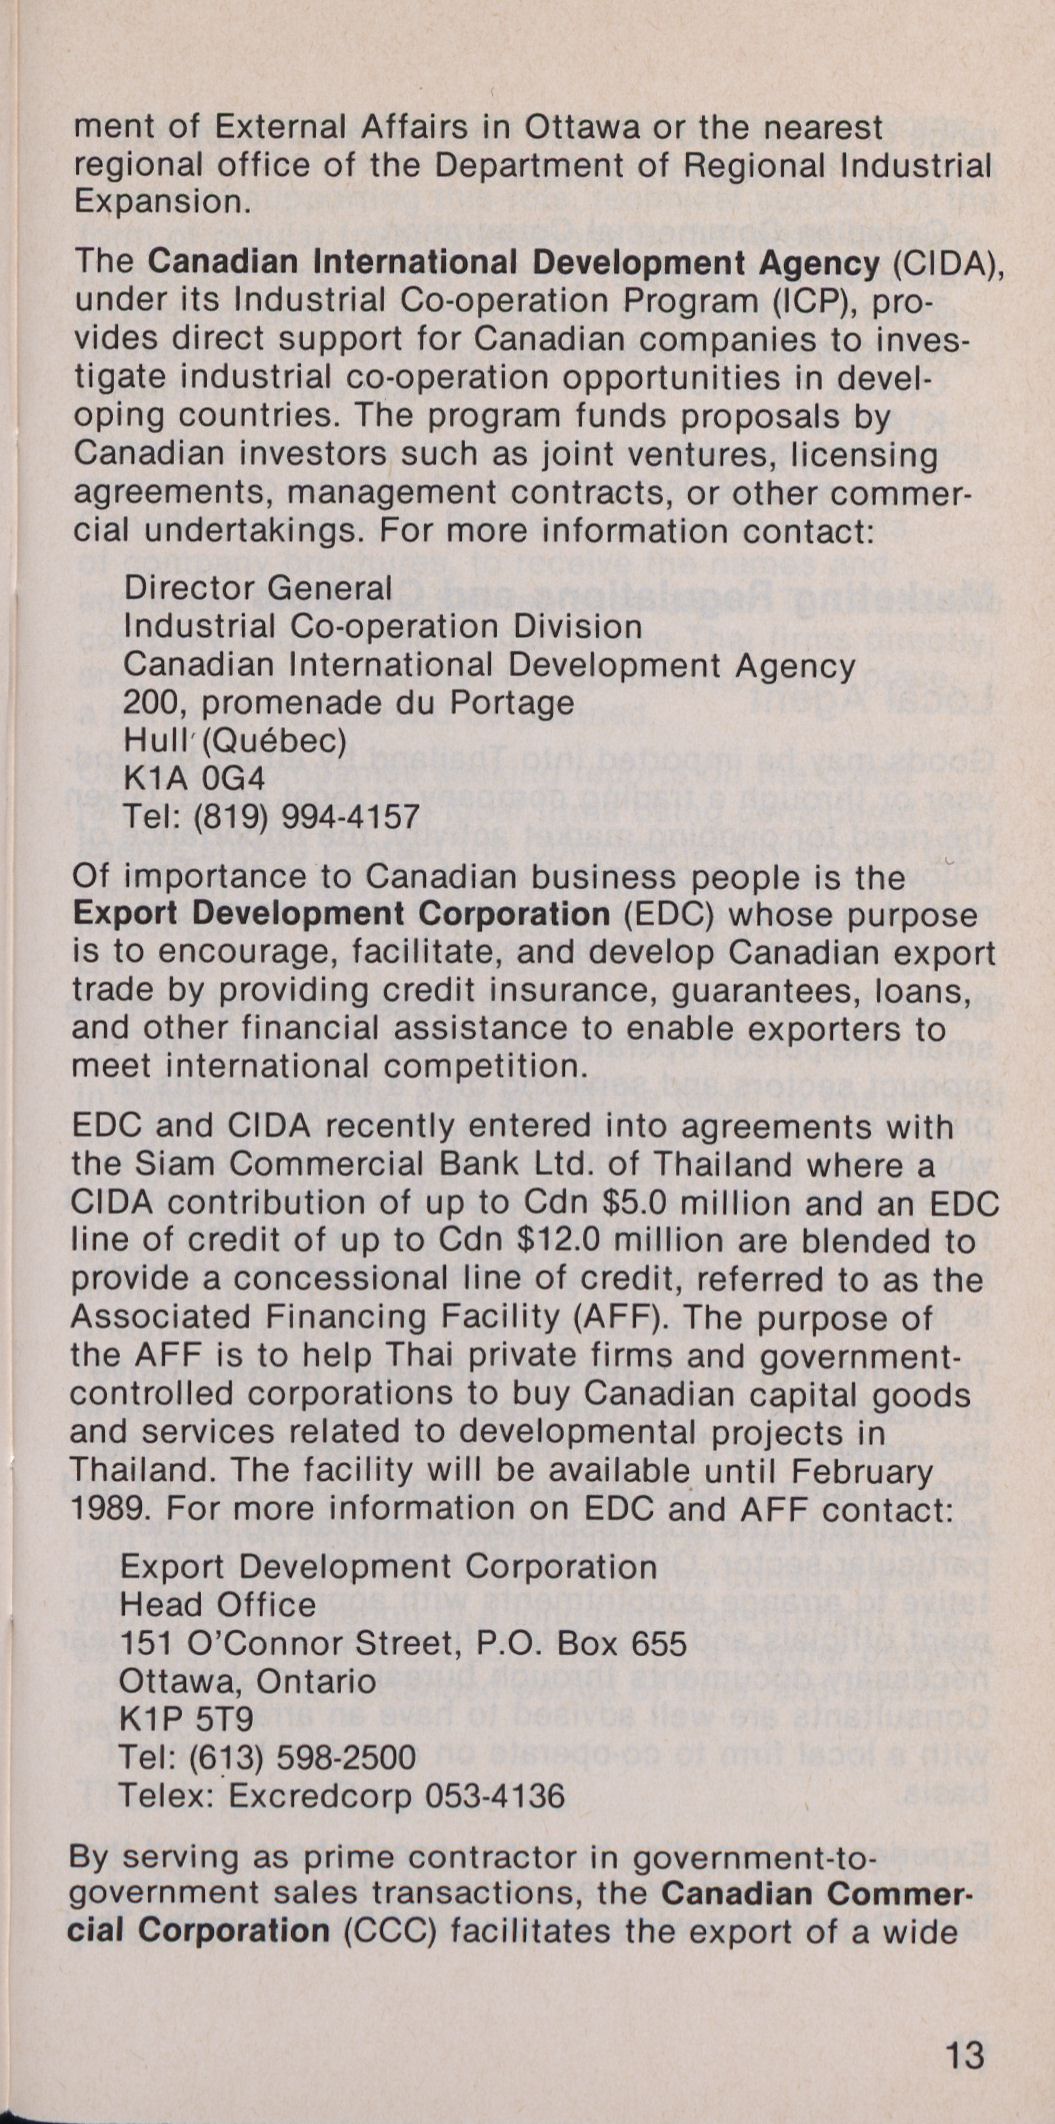 ment of External Affairs in Ottawa or the nearest
regional office of the Department of Regional Industrial
Expansion.
The Canadian International Development Agency (CIDA),
under its Industrial Co-operation Program (ICP), pro-
vides direct support for Canadian companies to inves-
tigate industrial co-operation opportunities in devel-
oping countries. The program funds proposals by
Canadian investors such as joint ventures, licensing
agreements, management contracts, or other commer-
cial undertakings. For more information contact:
Director General
Industrial Co-operation Division
Canadian International Development Agency
200, promenade du Portage
Hull (Québec)
K1A 0G4
Tel: (819) 994-4157
Of importance to Canadian business people is the
Export Development Corporation (EDC) whose purpose
is to encourage, facilitate, and develop Canadian export
trade by providing credit insurance, guarantees, loans,
and other financial assistance to enable exporters to
meet international competition.
EDC and CIDA recently entered into agreements with
the Siam Commercial Bank Ltd. of Thailand where a
CIDA contribution of up to Cdn $5.0 million and an EDC
line of credit of up to Cdn $12.0 million are blended to
provide a concessional line of credit, referred to as the
Associated Financing Facility (AFF). The purpose of
the AFF is to help Thai private firms and government-
controlled corporations to buy Canadian capital goods
and services related to developmental projects in
Thailand. The facility will be available until February
1989. For more information on EDC and AFF contact:
Export Development Corporation
Head Office
151 O'Connor Street, P.O. Box 655
Ottawa, Ontario
K1P 5T9
Tel: (613) 598-2500
Telex: Excredcorp 053-4136
By serving as prime contractor in government-to-
government sales transactions, the Canadian Commer-
cial Corporation (CCC) facilitates the export of a wide
13